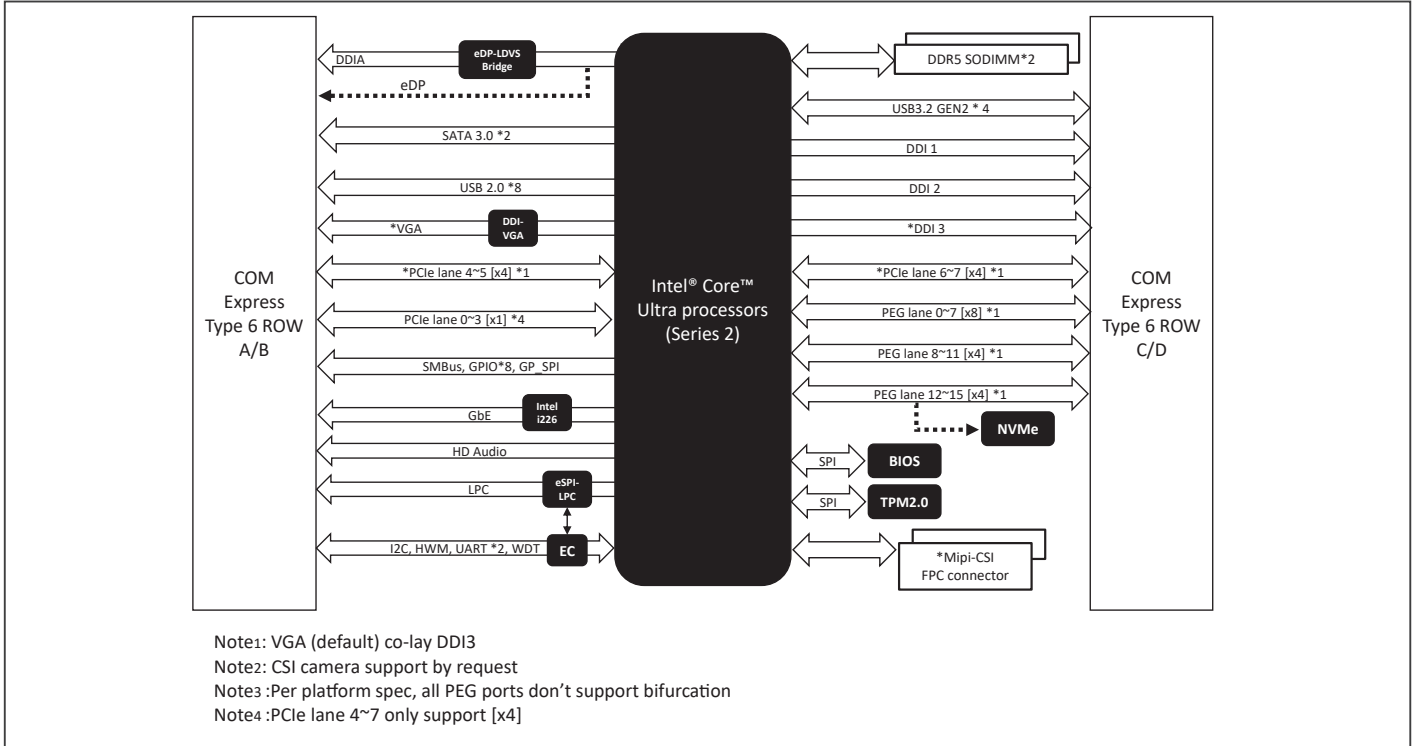 COM
Express
Type 6 ROW
A/B
DDIA
eDP-LDVS
Bridge
eDP
SATA 3.0 *2
USB 2.0 *8
*VGA
DDI-
VGA
*PCIe lane 4~5 [x4] *1
PCIe lane 0~3 [x1] *4
SMBus, GPIO*8, GP_SPI
GbE
Intel
i226
HD Audio
LPC
eSPI-
LPC
I2C, HWM, UART *2, WDT
EC
Intel® Core™
Ultra processors
(Series 2)
DDR5 SODIMM*2
USB3.2 GEN2 * 4
DDI 1
DDI 2
*DDI 3
*PCIe lane 6~7 [x4] *1
PEG lane 0~7 [x8] *1
PEG lane 8~11 [x4] *1
PEG lane 12~15 [x4] *1
NVMe
SPI
BIOS
SPI
TPM2.0
*Mipi-CSI
FPC connector
COM
Express
Type 6 ROW
C/D
Note1: VGA (default) co-lay DDI3
Note2: CSI camera support by request
Note3 :Per platform spec, all PEG ports don’t support bifurcation
Note4 :PCIe lane 4~7 only support [x4]